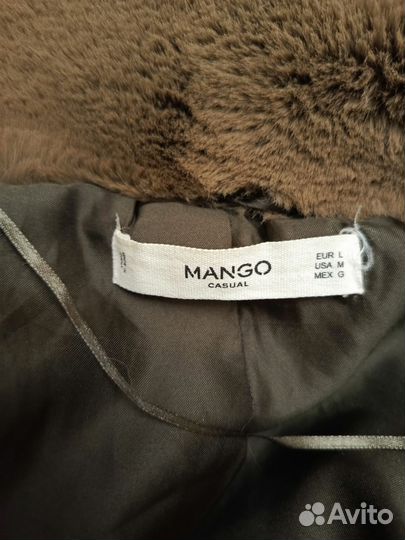 MANGO
CASUAL
EUR L
USA M
MEX G
Avito